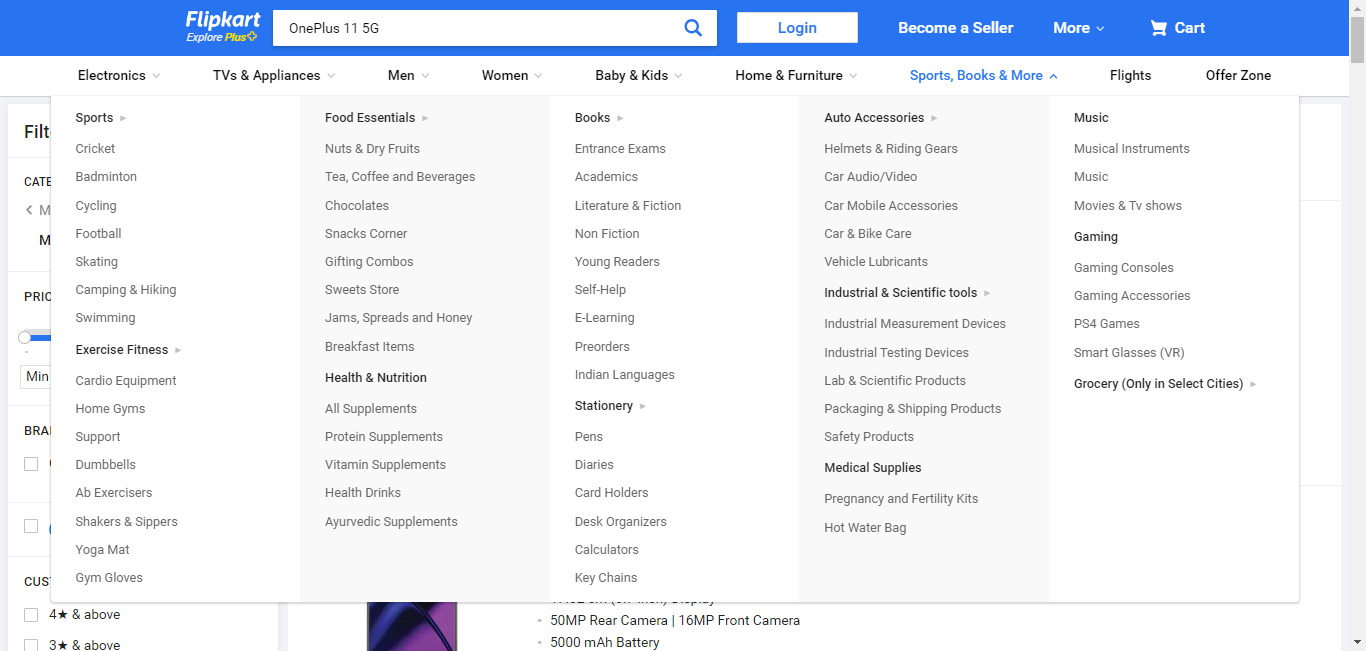 Flipkart
Explore Plus
OnePlus 11 5G
Login
Become a Seller
More
Cart
Electronics
TVs & Appliances
Men
Women
Baby & Kids
Home & Furniture
Sports, Books & More
Flights
Offer Zone
Sports
Cricket
Badminton
Cycling
Football
Skating
Camping & Hiking
Swimming
Exercise Fitness
Cardio Equipment
Home Gyms
Support
Dumbbells
Ab Exercisers
Shakers & Sippers
Yoga Mat
Gym Gloves
Food Essentials
Nuts & Dry Fruits
Tea, Coffee and Beverages
Chocolates
Snacks Corner
Gifting Combos
Sweets Store
Jams, Spreads and Honey
Breakfast Items
Health & Nutrition
All Supplements
Protein Supplements
Vitamin Supplements
Health Drinks
Ayurvedic Supplements
Books
Entrance Exams
Academics
Literature & Fiction
Non Fiction
Young Readers
Self-Help
E-Learning
Preorders
Indian Languages
Stationery
Pens
Diaries
Card Holders
Desk Organizers
Calculators
Key Chains
Auto Accessories
Helmets & Riding Gears
Car Audio/Video
Car Mobile Accessories
Car & Bike Care
Vehicle Lubricants
Industrial & Scientific tools
Industrial Measurement Devices
Industrial Testing Devices
Lab & Scientific Products
Packaging & Shipping Products
Safety Products
Medical Supplies
Pregnancy and Fertility Kits
Hot Water Bag
Music
Musical Instruments
Music
Movies & Tv shows
Gaming
Gaming Consoles
Gaming Accessories
PS4 Games
Smart Glasses (VR)
Grocery (Only in Select Cities)
Min
4★ & above
3★ & above
50MP Rear Camera | 16MP Front Camera
5000 mAh Battery